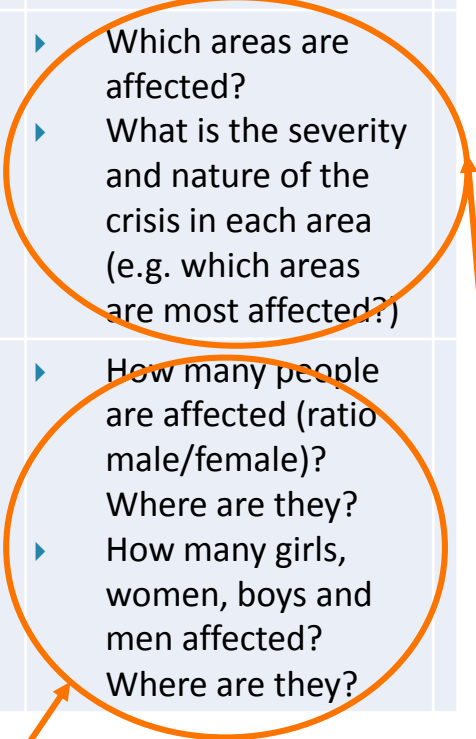 Which areas are
affected?
What is the severity
and nature of the
crisis in each area
(e.g. which areas
are most affected?)
How many people
are affected (ratio
male/female)?
Where are they?
How many girls,
women, boys and
men affected?
Where are they?